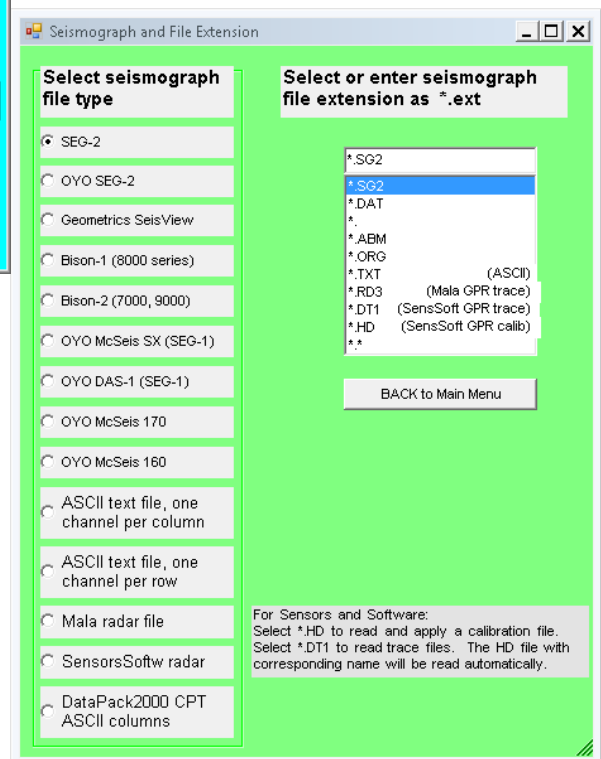 Seismograph and File Extension
Select seismograph
file type
SEG-2
OYO SEG-2
Geometrics SeisView
Bison-1 (8000 series)
Bison-2 (7000, 9000)
OYO McSeis SX (SEG-1)
OYO DAS-1 (SEG-1)
OYO McSeis 170
OYO McSeis 160
ASCII text file, one
channel per column
ASCII text file, one
channel per row
Mala radar file
SensorsSoftw radar
DataPack2000 CPT
ASCII columns
Select or enter seismograph
file extension as *.ext
*.SG2
*.SG2
*.DAT
*.
*.ABM
*.ORG
*.TXT (ASCII)
*.RD3 (Mala GPR trace)
*.DT1 (SensSoft GPR trace)
*.HD (SensSoft GPR calib)
*.*
BACK to Main Menu
For Sensors and Software:
Select *.HD to read and apply a calibration file.
Select *.DT1 to read trace files. The HD file with
corresponding name will be read automatically.